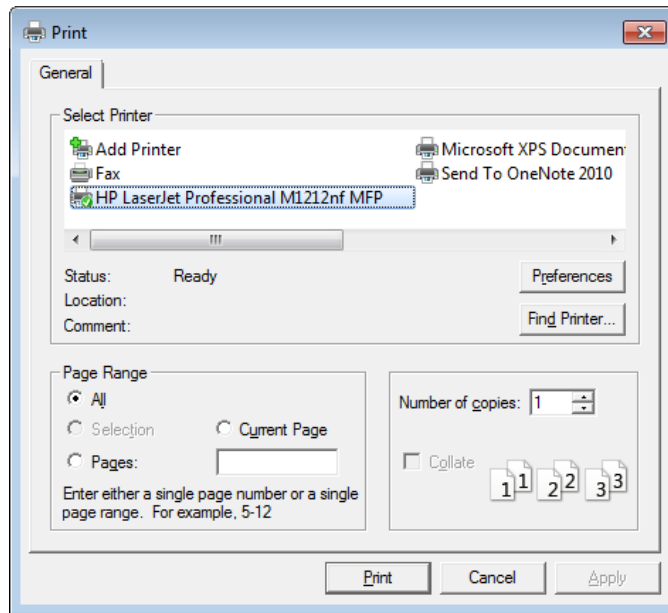 Print
General
Select Printer
Add Printer
Fax
HP LaserJet Professional M1212nf MFP
Microsoft XPS Documen
Send To OneNote 2010
Status: Ready
Location:
Comment:
Preferences
Find Printer...
Page Range
All
Selection
Current Page
Pages:
Enter either a single page number or a single
page range. For example, 5-12
Number of copies: 1
Collate
1 1 2 2 3 3
Print
Cancel
Apply